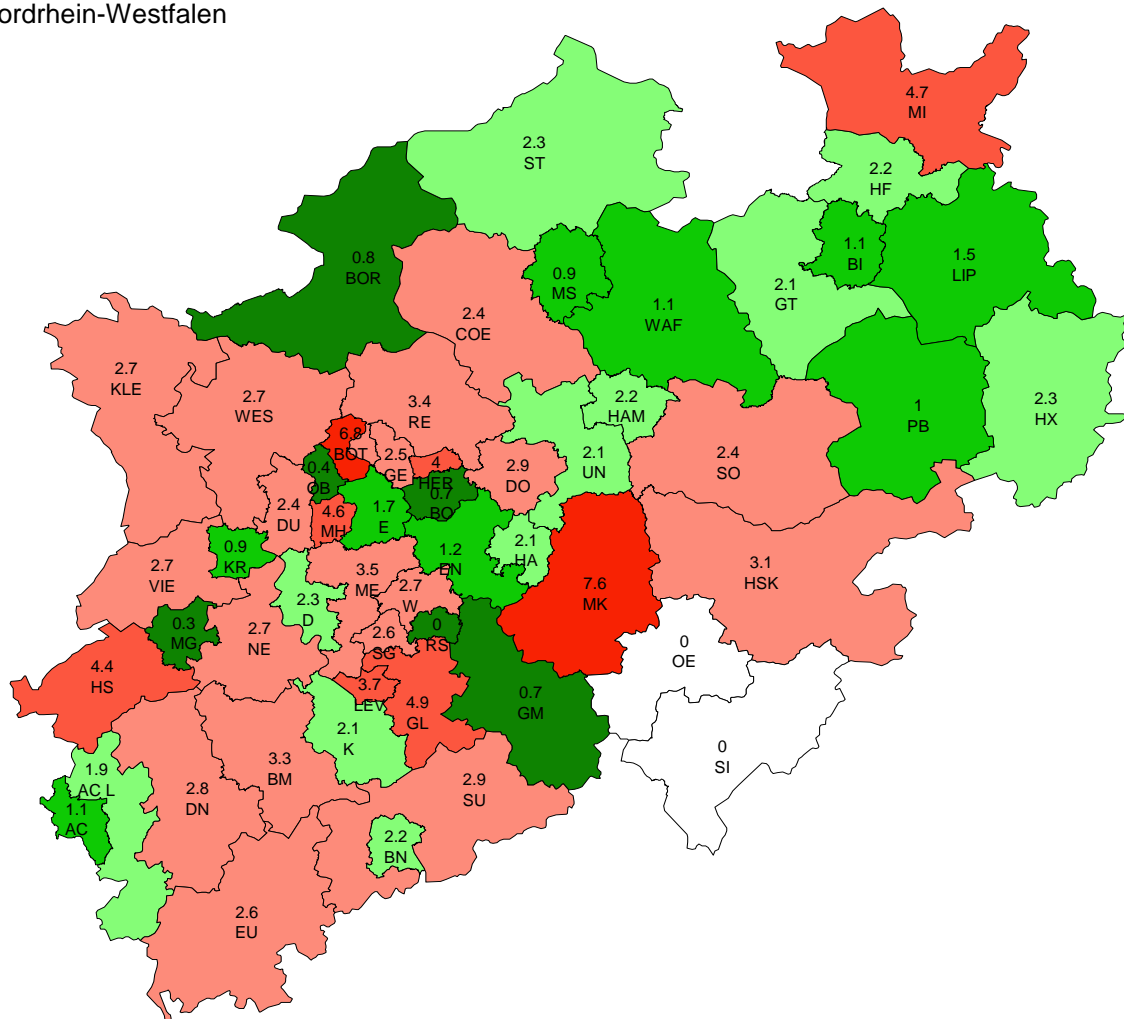 ordrhein-Westfalen
4.7
MI
2.3
ST
2.2
HF
0.8
BOR
0.9
MS
1.1
BI
1.5
LIP
2.1
GT
1.1
WAF
2.4
COE
2.7
KLE
2.7
WES
3.4
RE
2.2
HAM
1
PB
2.3
HX
6.8
BOT
2.5
GE
4
HER
2.9
DO
2.1
UN
2.4
SO
0.4
OB
0.7
BO
2.4
DU
4.6
MH
1.7
E
0.9
KR
1.2
EN
2.1
HA
3.1
HSK
2.7
VIE
3.5
ME
2.7
W
7.6
MK
2.3
D
0.3
MG
2.7
NE
2.6
SG
0
RS
0
OE
4.4
HS
3.7
LEV
4.9
GL
0.7
GM
2.1
K
0
SI
1.9
AC L
1.1
AC
2.8
DN
3.3
BM
2.9
SU
2.2
BN
2.6
EU